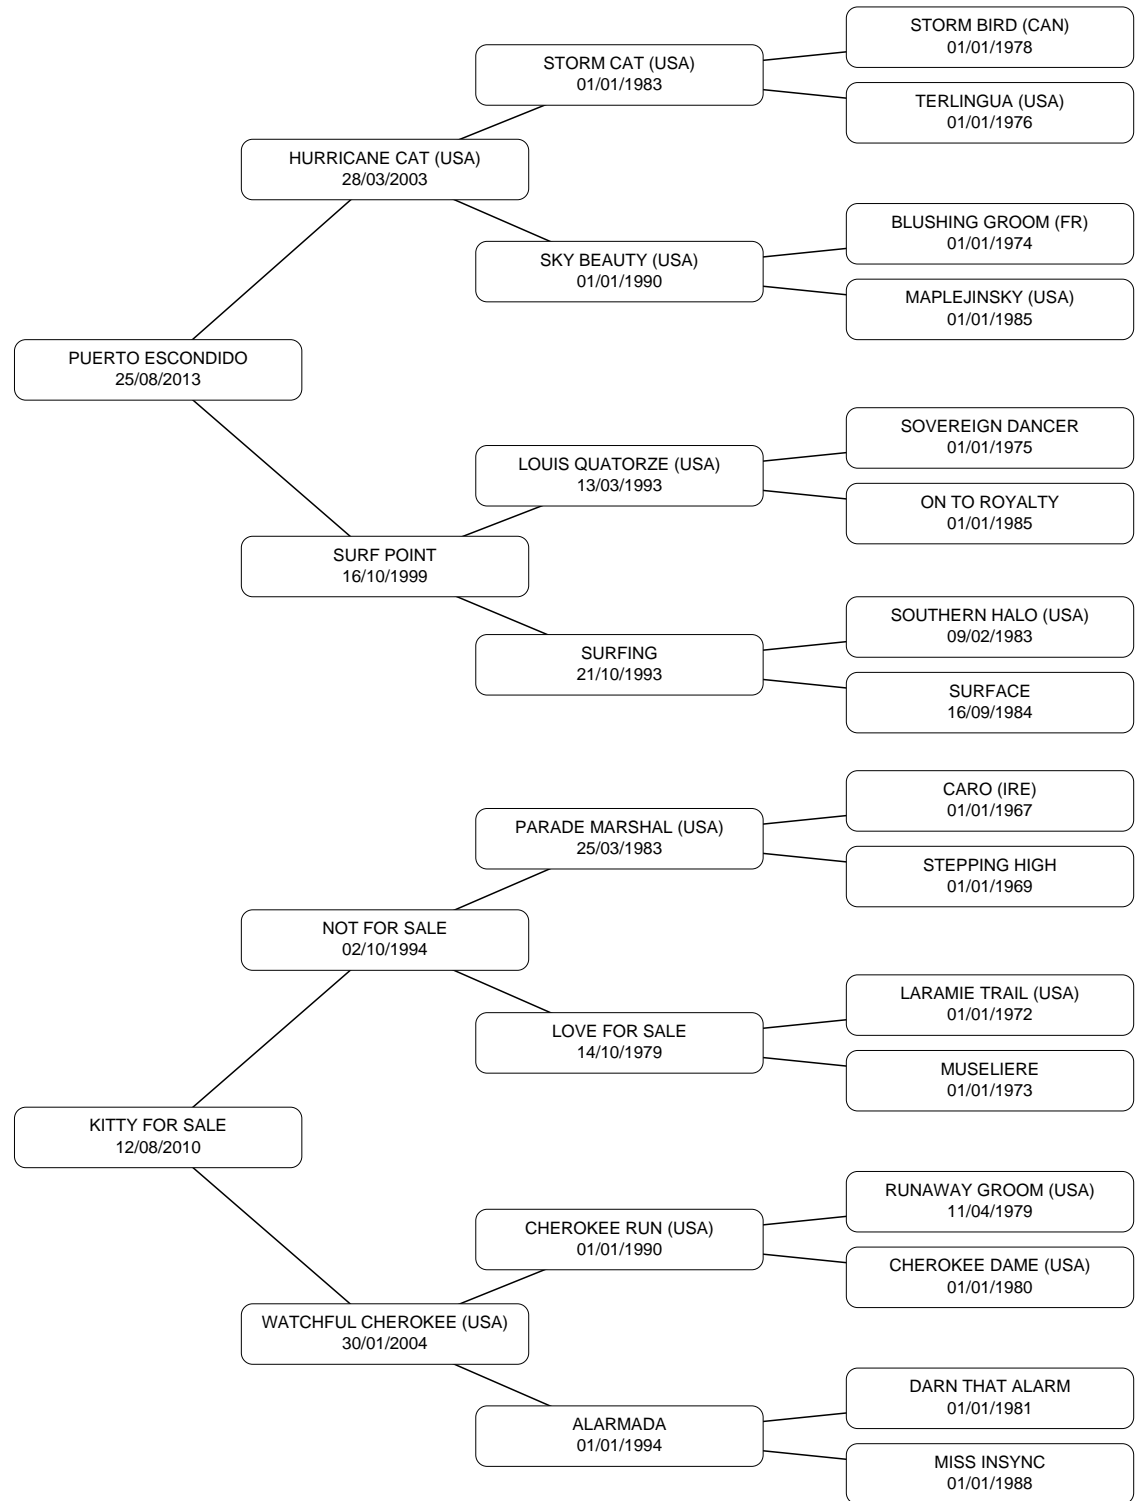 STORM BIRD (CAN)
01/01/1978
STORM CAT (USA)
01/01/1983
TERLINGUA (USA)
01/01/1976
HURRICANE CAT (USA)
28/03/2003
BLUSHING GROOM (FR)
01/01/1974
SKY BEAUTY (USA)
01/01/1990
MAPLEJINSKY (USA)
01/01/1985
PUERTO ESCONDIDO
25/08/2013
SOVEREIGN DANCER
01/01/1975
LOUIS QUATORZE (USA)
13/03/1993
ON TO ROYALTY
01/01/1985
SURF POINT
16/10/1999
SOUTHERN HALO (USA)
09/02/1983
SURFING
21/10/1993
SURFACE
16/09/1984
CARO (IRE)
01/01/1967
PARADE MARSHAL (USA)
25/03/1983
STEPPING HIGH
01/01/1969
NOT FOR SALE
02/10/1994
LARAMIE TRAIL (USA)
01/01/1972
LOVE FOR SALE
14/10/1979
MUSELIERE
01/01/1973
KITTY FOR SALE
12/08/2010
RUNAWAY GROOM (USA)
11/04/1979
CHEROKEE RUN (USA)
01/01/1990
CHEROKEE DAME (USA)
01/01/1980
WATCHFUL CHEROKEE (USA)
30/01/2004
DARN THAT ALARM
01/01/1981
ALARMADA
01/01/1994
MISS INSYNC
01/01/1988